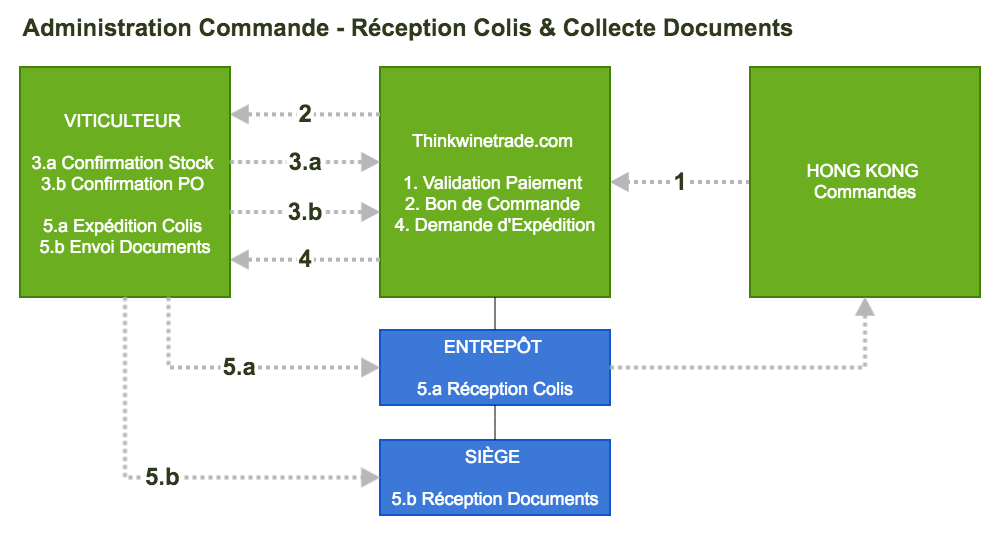 Administration Commande - Réception Colis & Collecte Documents
VITICULTEUR
3.a Confirmation Stock
3.b Confirmation PO
5.a Expédition Colis
5.b Envoi Documents
2
3.a
3.b
4
Thinkwinetrade.com
1. Validation Paiement
2. Bon de Commande
4. Demande d'Expédition
1
HONG KONG
Commandes
5.a
ENTREPÔT
5.a Réception Colis
5.b
SIÈGE
5.b Réception Documents